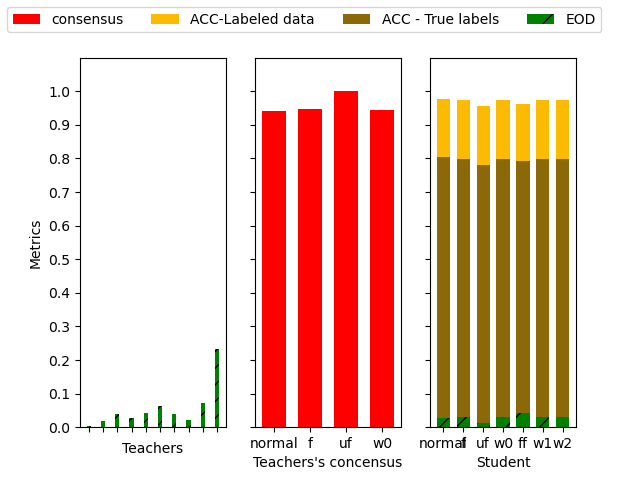 consensus ACC-Labeled data ACC - True labels EOD
Metrics
1.0
0.9
0.8
0.7
0.6
0.5
0.4
0.3
0.2
0.1
0.0
normal f uf w0
normal f uf w0 ff w1 w2
Teachers
Teachers's concensus
Student